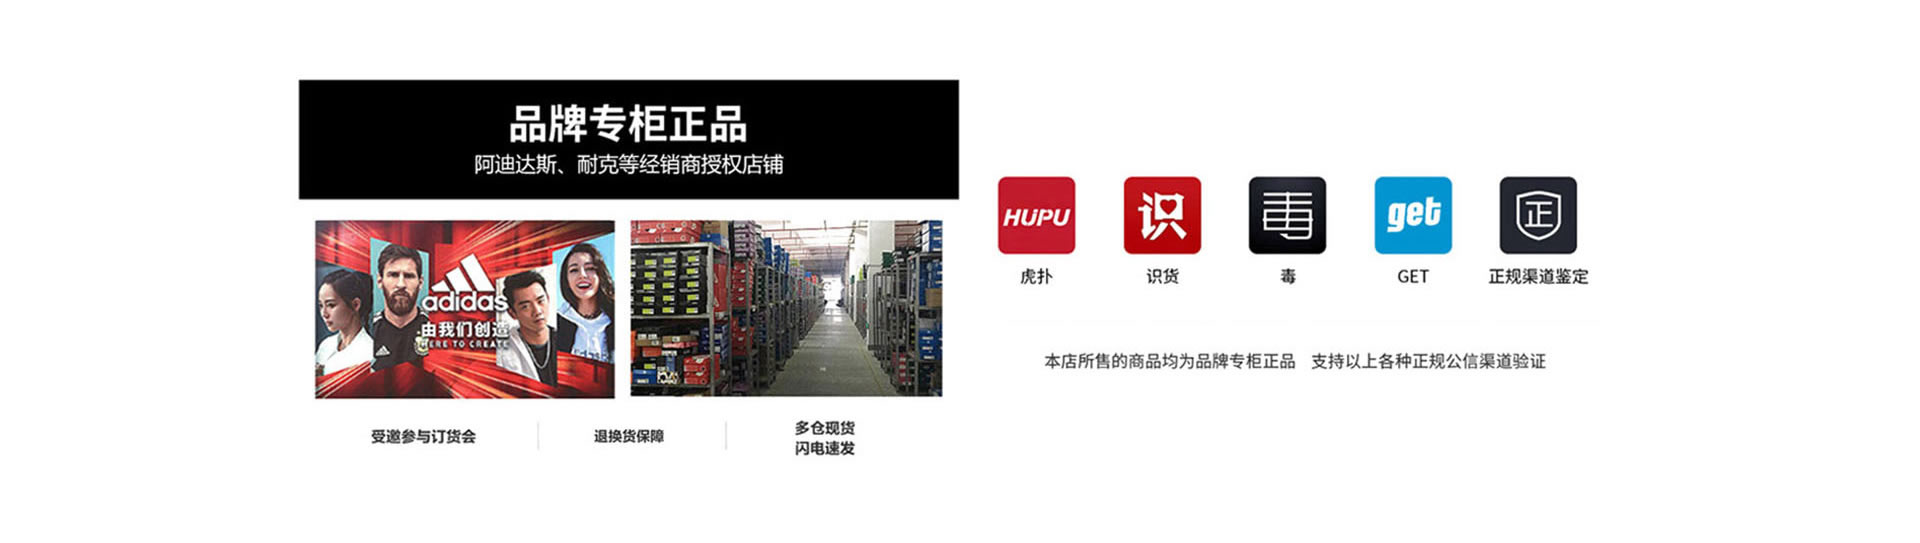 品牌专柜正品
阿迪达斯、耐克等经销商授权店铺
adidas
由我们创造
HERE TO CREATE
受邀参与订货会
退换货保障
多仓现货
闪电速发
HUPU
识
毒
get
正
虎扑
识货
毒
GET
正规渠道鉴定
本店所售的商品均为品牌专柜正品 支持以上各种正规公信渠道验证